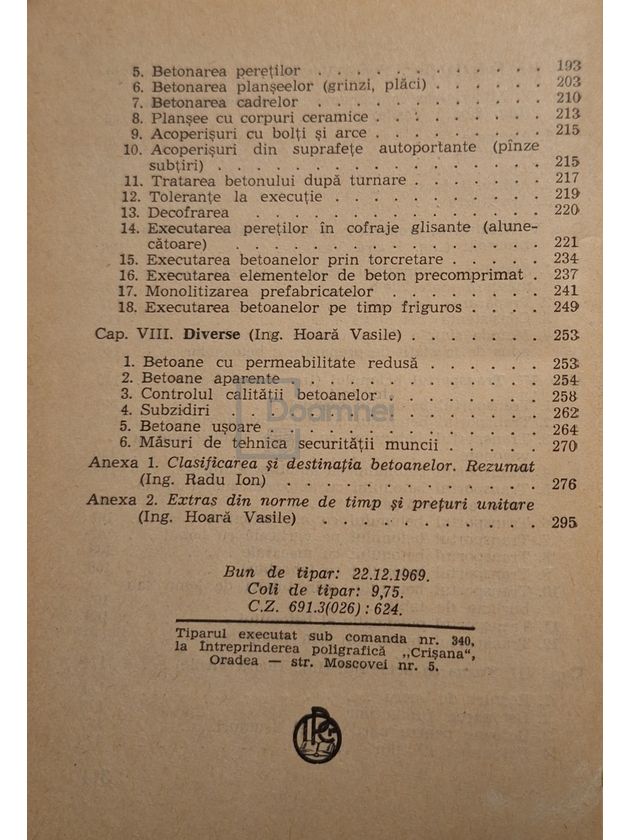 5. Betonarea pereților . . . . . . . . . . . 193
6. Betonarea planșeelor (grinzi, plăci) . . . . . . 203
7. Betonarea cadrelor . . . . . . . . . . . 210
8. Planșee cu corpuri ceramice . . . . . . . . 213
9. Acoperișuri cu bolți și arce . . . . . . . . 215
10. Acoperișuri din suprafețe autoportante (pînze
subțiri) . . . . . . . . . . . . . . . 215
11. Tratarea betonului după turnare . . . . . . . 217
12. Toleranțe la execuție . . . . . . . . . . 219
13. Decofrarea . . . . . . . . . . . . . 220
14. Executarea pereților în cofraje glisante (alune-
cătoare) . . . . . . . . . . . . . . 221
15. Executarea betoanelor prin torcretare . . . . . 234
16. Executarea elementelor de beton precomprimat . 237
17. Monolitizarea prefabricatelor . . . . . . . . 241
18. Executarea betoanelor pe timp friguros . . . . 249
Cap. VIII. Diverse (Ing. Hoară Vasile) . . . . . . . 253
1. Betoane cu permeabilitate redusă . . . . . . 253
2. Betoane aparente . . . . . . . . . . . 254
3. Controlul calității betoanelor . . . . . . . . 258
4. Subzidiri . . . . . . . . . . . . . . 262
5. Betoane ușoare . . . . . . . . . . . . 264
6. Măsuri de tehnica securității muncii . . . . . 270
Anexa 1. Clasificarea și destinația betoanelor. Rezumat
(Ing. Radu Ion) . . . . . . . . . . . . 276
Anexa 2. Extras din norme de timp și prețuri unitare
(Ing. Hoară Vasile) . . . . . . . . . . 295
Doamnei
Bun de tipar: 22.12.1969.
Coli de tipar: 9,75.
C.Z. 691.3(026) : 624.
Tiparul executat sub comanda nr. 340,
la Intreprinderea poligrafică „Crișana“,
Oradea — str. Moscovei nr. 5.